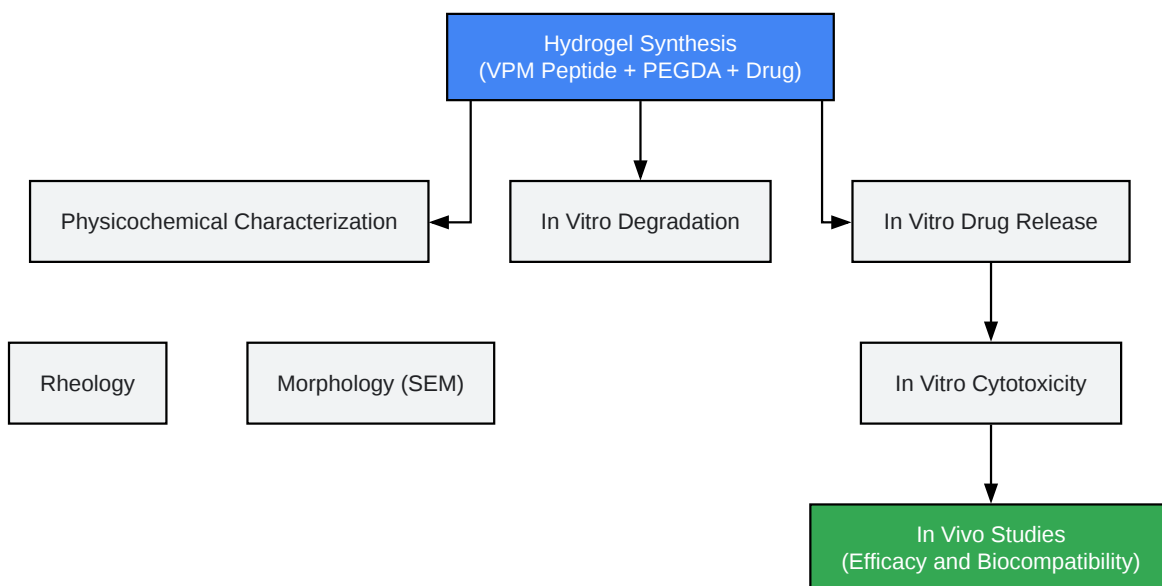 Hydrogel Synthesis
(VPM Peptide + PEGDA + Drug)
Physicochemical Characterization
In Vitro Degradation
In Vitro Drug Release
Rheology
Morphology (SEM)
In Vitro Cytotoxicity
In Vivo Studies
(Efficacy and Biocompatibility)